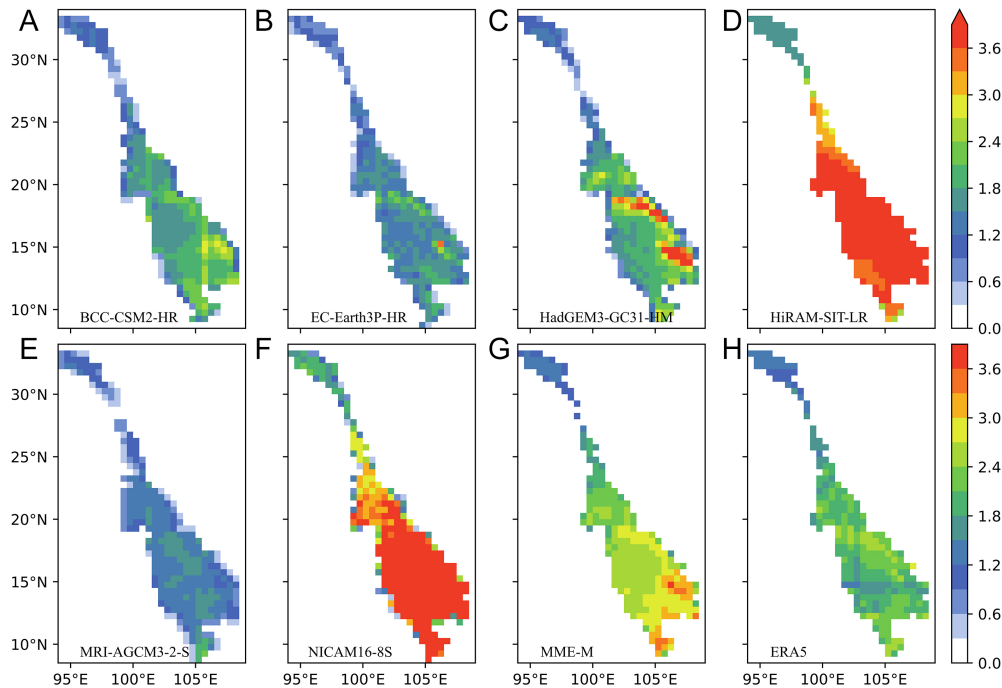 A B C D
30°N
25°N
20°N
15°N
10°N
BCC-CSM2-HR EC-Earth3P-HR HadGEM3-GC31-HM HiRAM-SIT-LR
3.6
3.0
2.4
1.8
1.2
0.6
0.0
E F G H
30°N
25°N
20°N
15°N
10°N
MRI-AGCM3-2-S NICAM16-8S MME-M ERA5
3.6
3.0
2.4
1.8
1.2
0.6
0.0
95°E 100°E 105°E 95°E 100°E 105°E 95°E 100°E 105°E 95°E 100°E 105°E